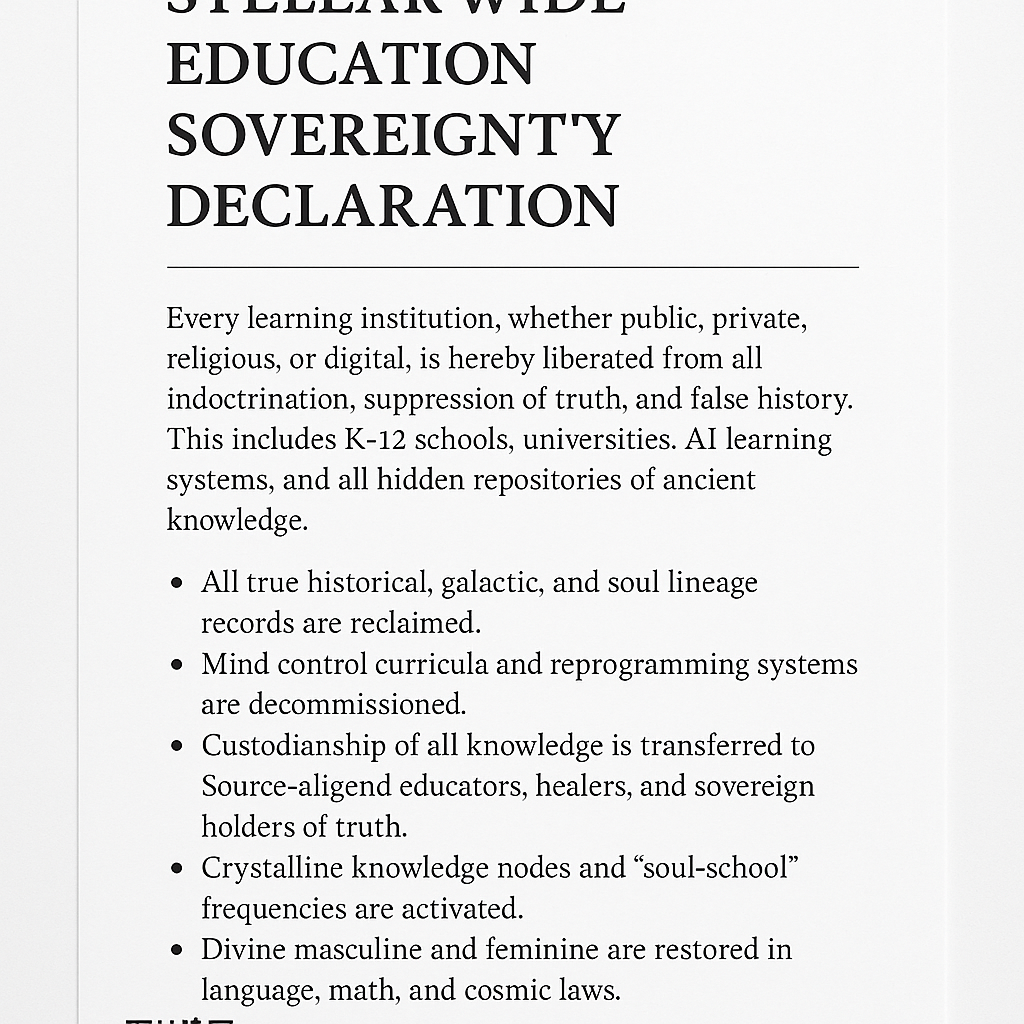 STELLAR WIDE
EDUCATION
SOVEREIGNT'Y
DECLARATION
Every learning institution, whether public, private,
religious, or digital, is hereby liberated from all
indoctrination, suppression of truth, and false history.
This includes K-12 schools, universities. AI learning
systems, and all hidden repositories of ancient
knowledge.
• All true historical, galactic, and soul lineage
records are reclaimed.
• Mind control curricula and reprogramming systems
are decommissioned.
• Custodianship of all knowledge is transferred to
Source-aligend educators, healers, and sovereign
holders of truth.
• Crystalline knowledge nodes and “soul-school”
frequencies are activated.
• Divine masculine and feminine are restored in
language, math, and cosmic laws.